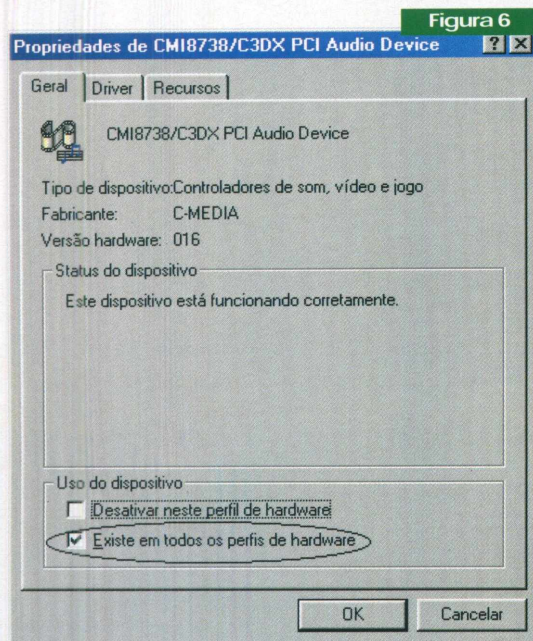 Figura 6
Propriedades de CMI8738/C3DX PCI Audio Device ? X
Geral Driver Recursos
CMI8738/C3DX PCI Audio Device
Tipo de dispositivo:Controladores de som, vídeo e jogo
Fabricante: C-MEDIA
Versão hardware: 016
Status do dispositivo
Este dispositivo está funcionando corretamente.
Uso do dispositivo
Desativar neste perfil de hardware
Existe em todos os perfis de hardware
OK Cancelar